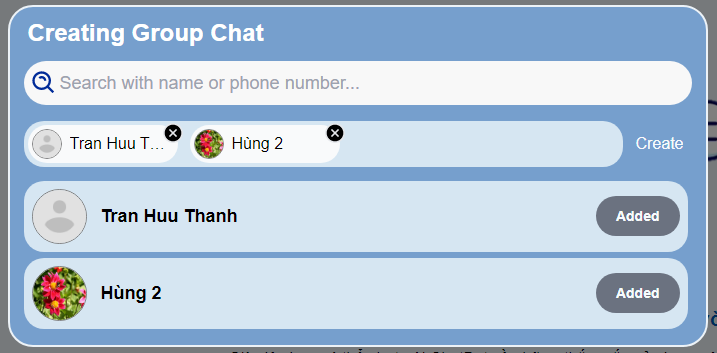 Creating Group Chat
Search with name or phone number...
Tran Huu T...
Hùng 2
Create
Tran Huu Thanh
Added
Hùng 2
Added